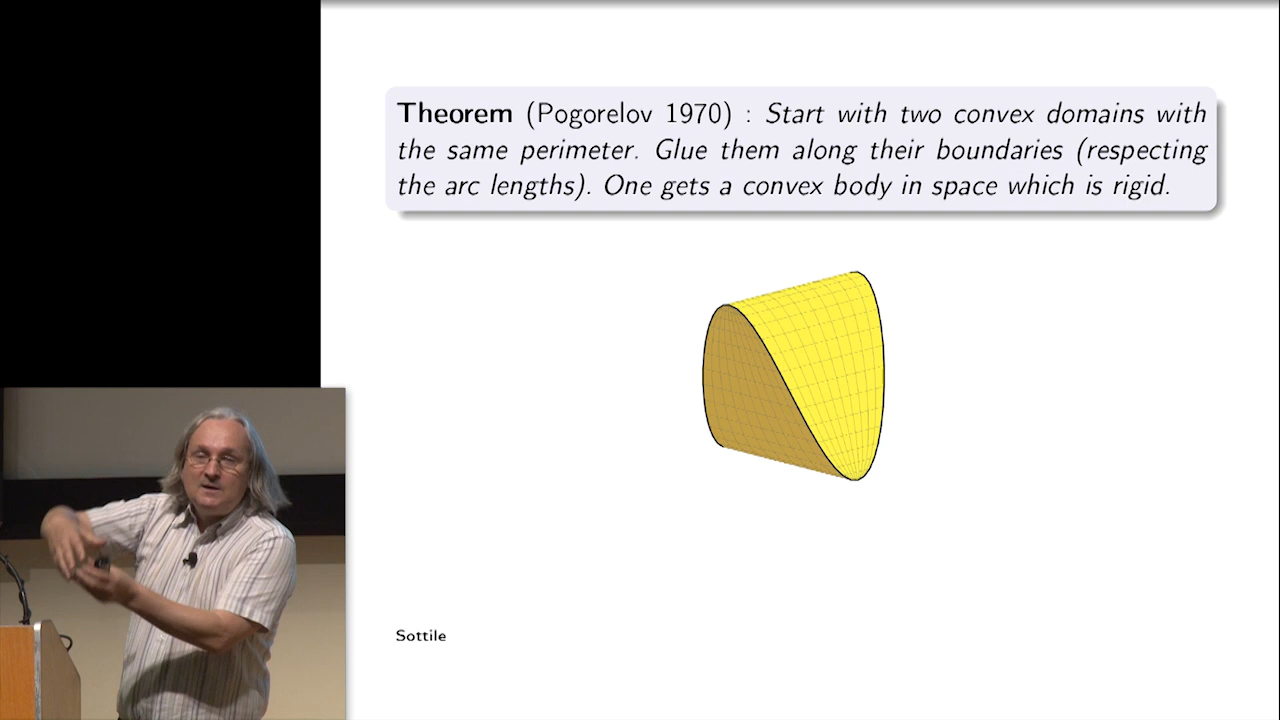 Theorem (Pogorelov 1970) : Start with two convex domains with
the same perimeter. Glue them along their boundaries (respecting
the arc lengths). One gets a convex body in space which is rigid.
Sottile